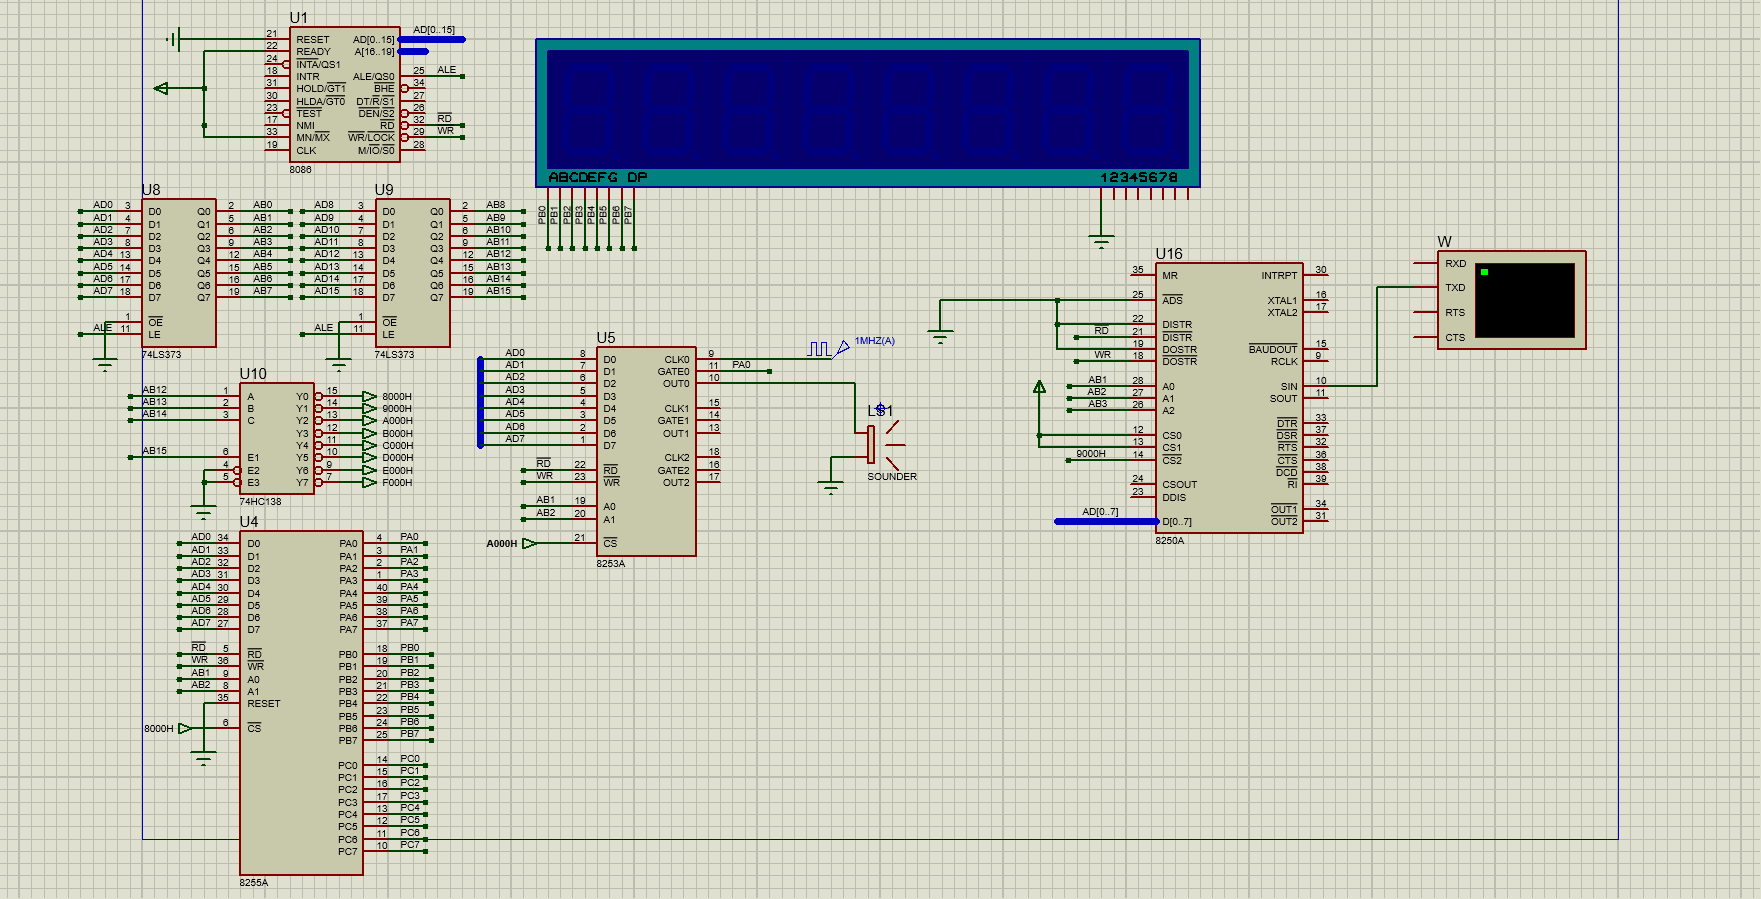 U1
21 RESET AD[0..15] AD[0..15]
22 READY A[16..19]
24 INTA/QS1
18 INTR ALE/QS0 25 ALE
31 HOLD/GT1 BHE 34
30 HLDA/GT0 DT/R/S1 27
23 TEST DEN/S2 26
17 NMI RD 32 RD
33 MN/MX WR/LOCK 29 WR
19 CLK M/IO/S0 28
8086
ABCDEFG DP 12345678
PB0 PB1 PB2 PB3 PB4 PB5 PB6 PB7
U8
AD0 3 D0 Q0 2 AB0
AD1 4 D1 Q1 5 AB1
AD2 7 D2 Q2 6 AB2
AD3 8 D3 Q3 9 AB3
AD4 13 D4 Q4 12 AB4
AD5 14 D5 Q5 15 AB5
AD6 17 D6 Q6 16 AB6
AD7 18 D7 Q7 19 AB7
1 OE
ALE 11 LE
74LS373
U9
AD8 3 D0 Q0 2 AB8
AD9 4 D1 Q1 5 AB9
AD10 7 D2 Q2 6 AB10
AD11 8 D3 Q3 9 AB11
AD12 13 D4 Q4 12 AB12
AD13 14 D5 Q5 15 AB13
AD14 17 D6 Q6 16 AB14
AD15 18 D7 Q7 19 AB15
1 OE
ALE 11 LE
74LS373
U10
AB12 1 A Y0 15 8000H
AB13 2 B Y1 14 9000H
AB14 3 C Y2 13 A000H
Y3 12 B000H
Y4 11 C000H
AB15 6 E1 Y5 10 D000H
4 E2 Y6 9 E000H
5 E3 Y7 7 F000H
74HC138
U4
AD0 34 D0 PA0 4 PA0
AD1 33 D1 PA1 3 PA1
AD2 32 D2 PA2 2 PA2
AD3 31 D3 PA3 1 PA3
AD4 30 D4 PA4 40 PA4
AD5 29 D5 PA5 39 PA5
AD6 28 D6 PA6 38 PA6
AD7 27 D7 PA7 37 PA7
RD 5 RD PB0 18 PB0
WR 36 WR PB1 19 PB1
AB1 9 A0 PB2 20 PB2
AB2 8 A1 PB3 21 PB3
35 RESET PB4 22 PB4
PB5 23 PB5
8000H 6 CS PB6 24 PB6
PB7 25 PB7
PC0 14 PC0
PC1 15 PC1
PC2 16 PC2
PC3 17 PC3
PC4 13 PC4
PC5 12 PC5
PC6 11 PC6
PC7 10 PC7
8255A
U5
AD0 8 D0 CLK0 9 1MHZ(A)
AD1 7 D1 GATE0 11 PA0
AD2 6 D2 OUT0 10
AD3 5 D3
AD4 4 D4 CLK1 15
AD5 3 D5 GATE1 14
AD6 2 D6 OUT1 13
AD7 1 D7
CLK2 18
RD 22 RD GATE2 16
WR 23 WR OUT2 17
AB1 19 A0
AB2 20 A1
A000H 21 CS
8253A
LS1
SOUNDER
U16
35 MR INTRPT 30
25 ADS XTAL1 16
XTAL2 17
22 DISTR
RD 21 DISTR
19 DOSTR BAUDOUT 15
WR 18 DOSTR RCLK 9
AB1 28 A0 SIN 10
AB2 27 A1 SOUT 11
AB3 26 A2
DTR 33
12 CS0 DSR 37
13 CS1 RTS 32
9000H 14 CS2 CTS 36
DCD 38
24 CSOUT RI 39
23 DDIS
OUT1 34
AD[0..7] D[0..7] OUT2 31
8250A
W
RXD
TXD
RTS
CTS